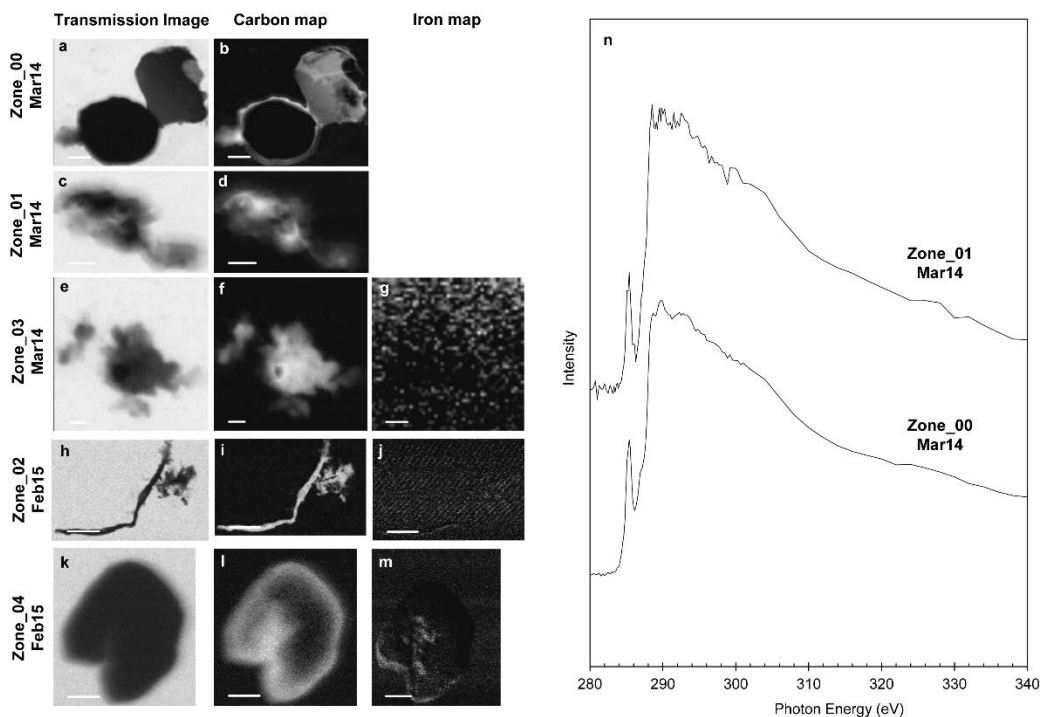 Transmission Image Carbon map Iron map
Zone_00
Mar14
a b
Zone_01
Mar14
c d
Zone_03
Mar14
e f g
Zone_02
Feb15
h i j
Zone_04
Feb15
k l m
n
Intensity
Zone_01
Mar14
Zone_00
Mar14
280 290 300 310 320 330 340
Photon Energy (eV)